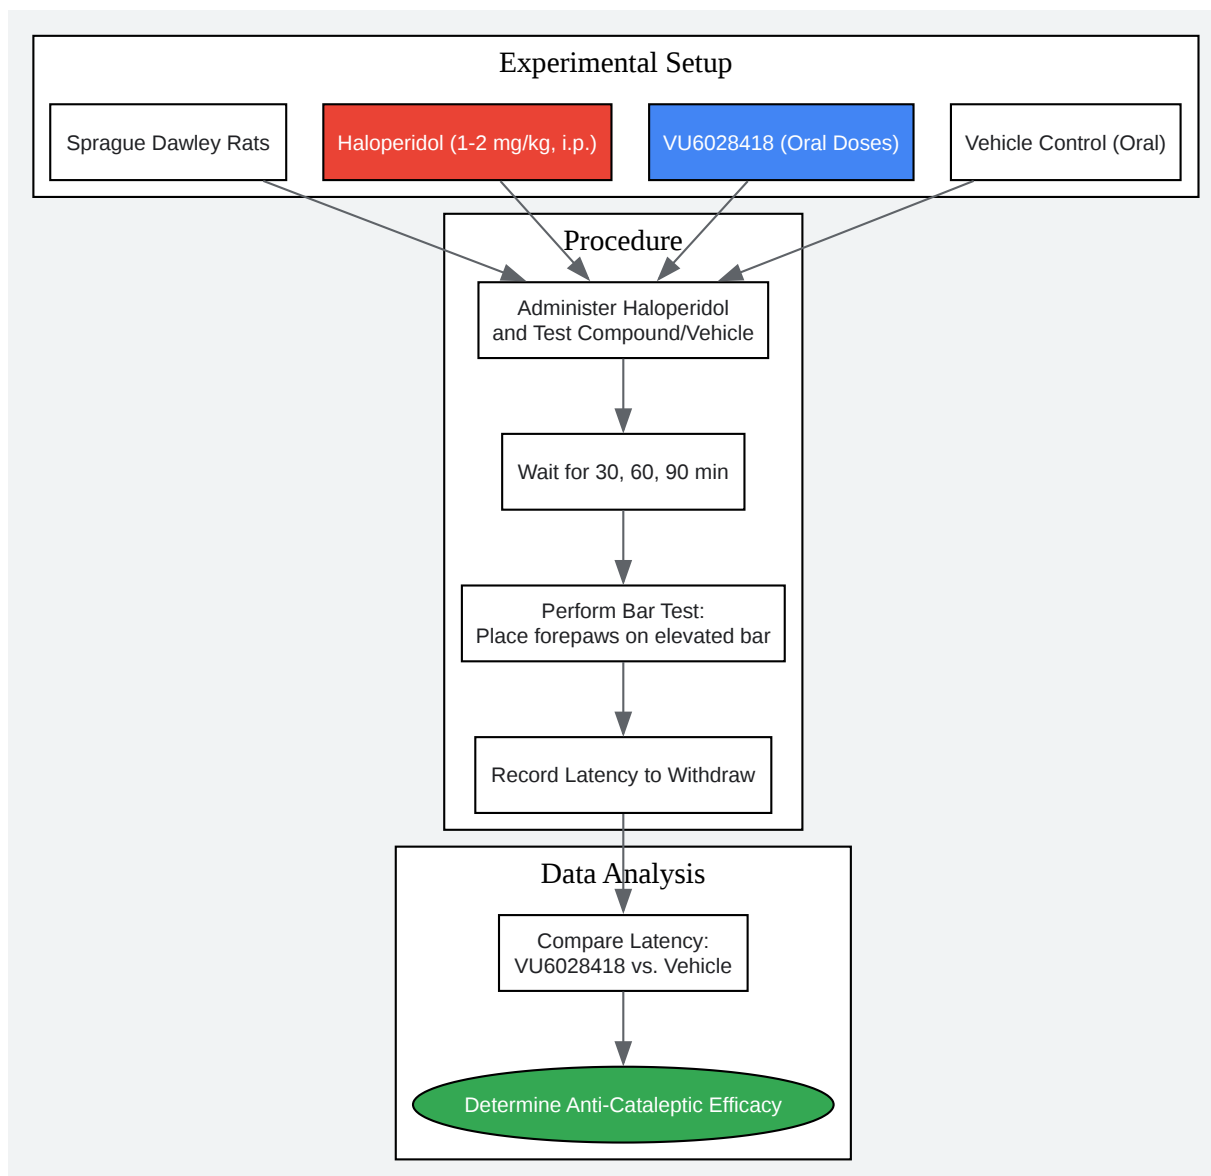 Experimental Setup
Sprague Dawley Rats
Haloperidol (1-2 mg/kg, i.p.)
VU6028418 (Oral Doses)
Vehicle Control (Oral)
Procedure
Administer Haloperidol
and Test Compound/Vehicle
Wait for 30, 60, 90 min
Perform Bar Test:
Place forepaws on elevated bar
Record Latency to Withdraw
Data Analysis
Compare Latency:
VU6028418 vs. Vehicle
Determine Anti-Cataleptic Efficacy